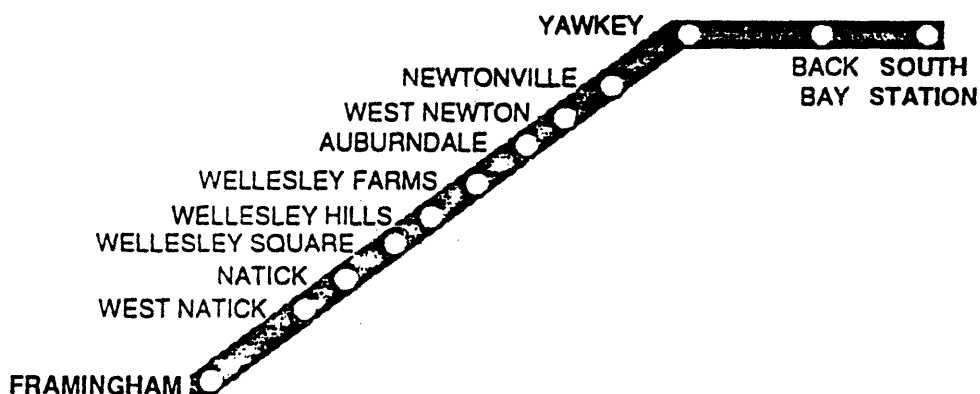 YAWKEY
BACK SOUTH
BAY STATION
NEWTONVILLE
WEST NEWTON
AUBURNDALE
WELLESLEY FARMS
WELLESLEY HILLS
WELLESLEY SQUARE
NATICK
WEST NATICK
FRAMINGHAM